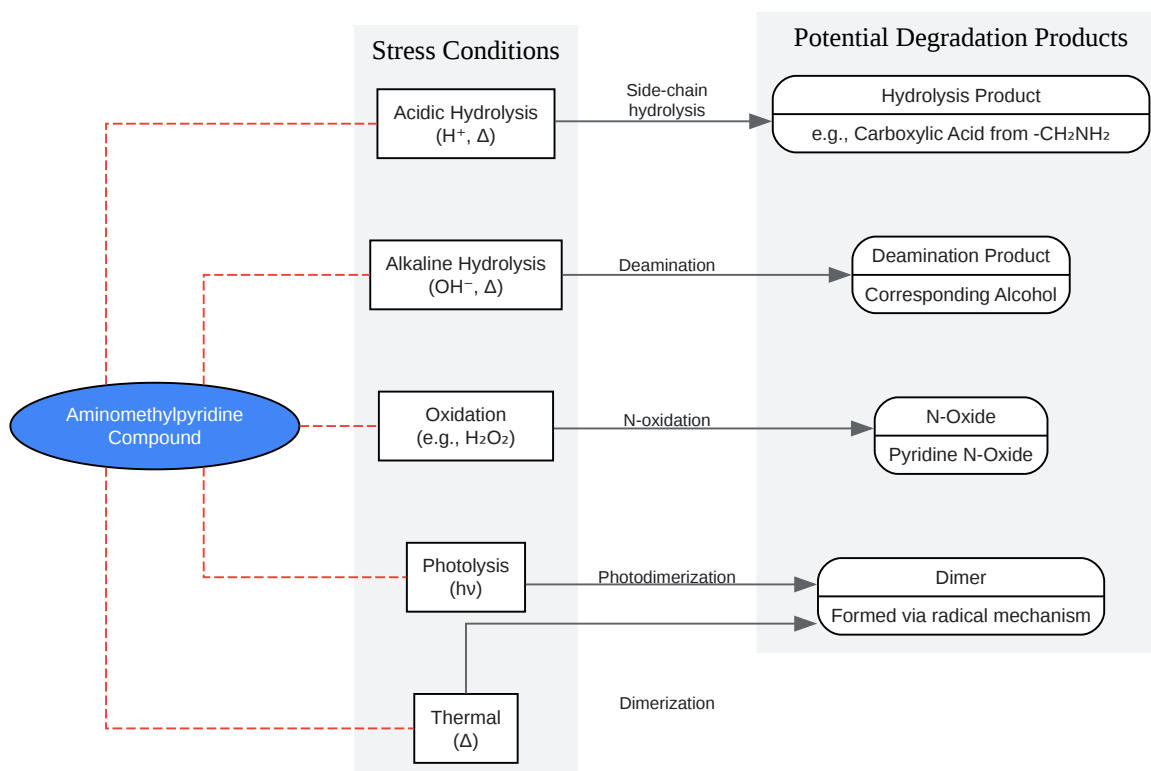 Stress Conditions
Potential Degradation Products
Acidic Hydrolysis
(H⁺, Δ)
Side-chain
hydrolysis
Hydrolysis Product
e.g., Carboxylic Acid from -CH₂NH₂
Alkaline Hydrolysis
(OH⁻, Δ)
Deamination
Deamination Product
Corresponding Alcohol
Aminomethylpyridine
Compound
Oxidation
(e.g., H₂O₂)
N-oxidation
N-Oxide
Pyridine N-Oxide
Photolysis
(hν)
Photodimerization
Dimer
Formed via radical mechanism
Thermal
(Δ)
Dimerization